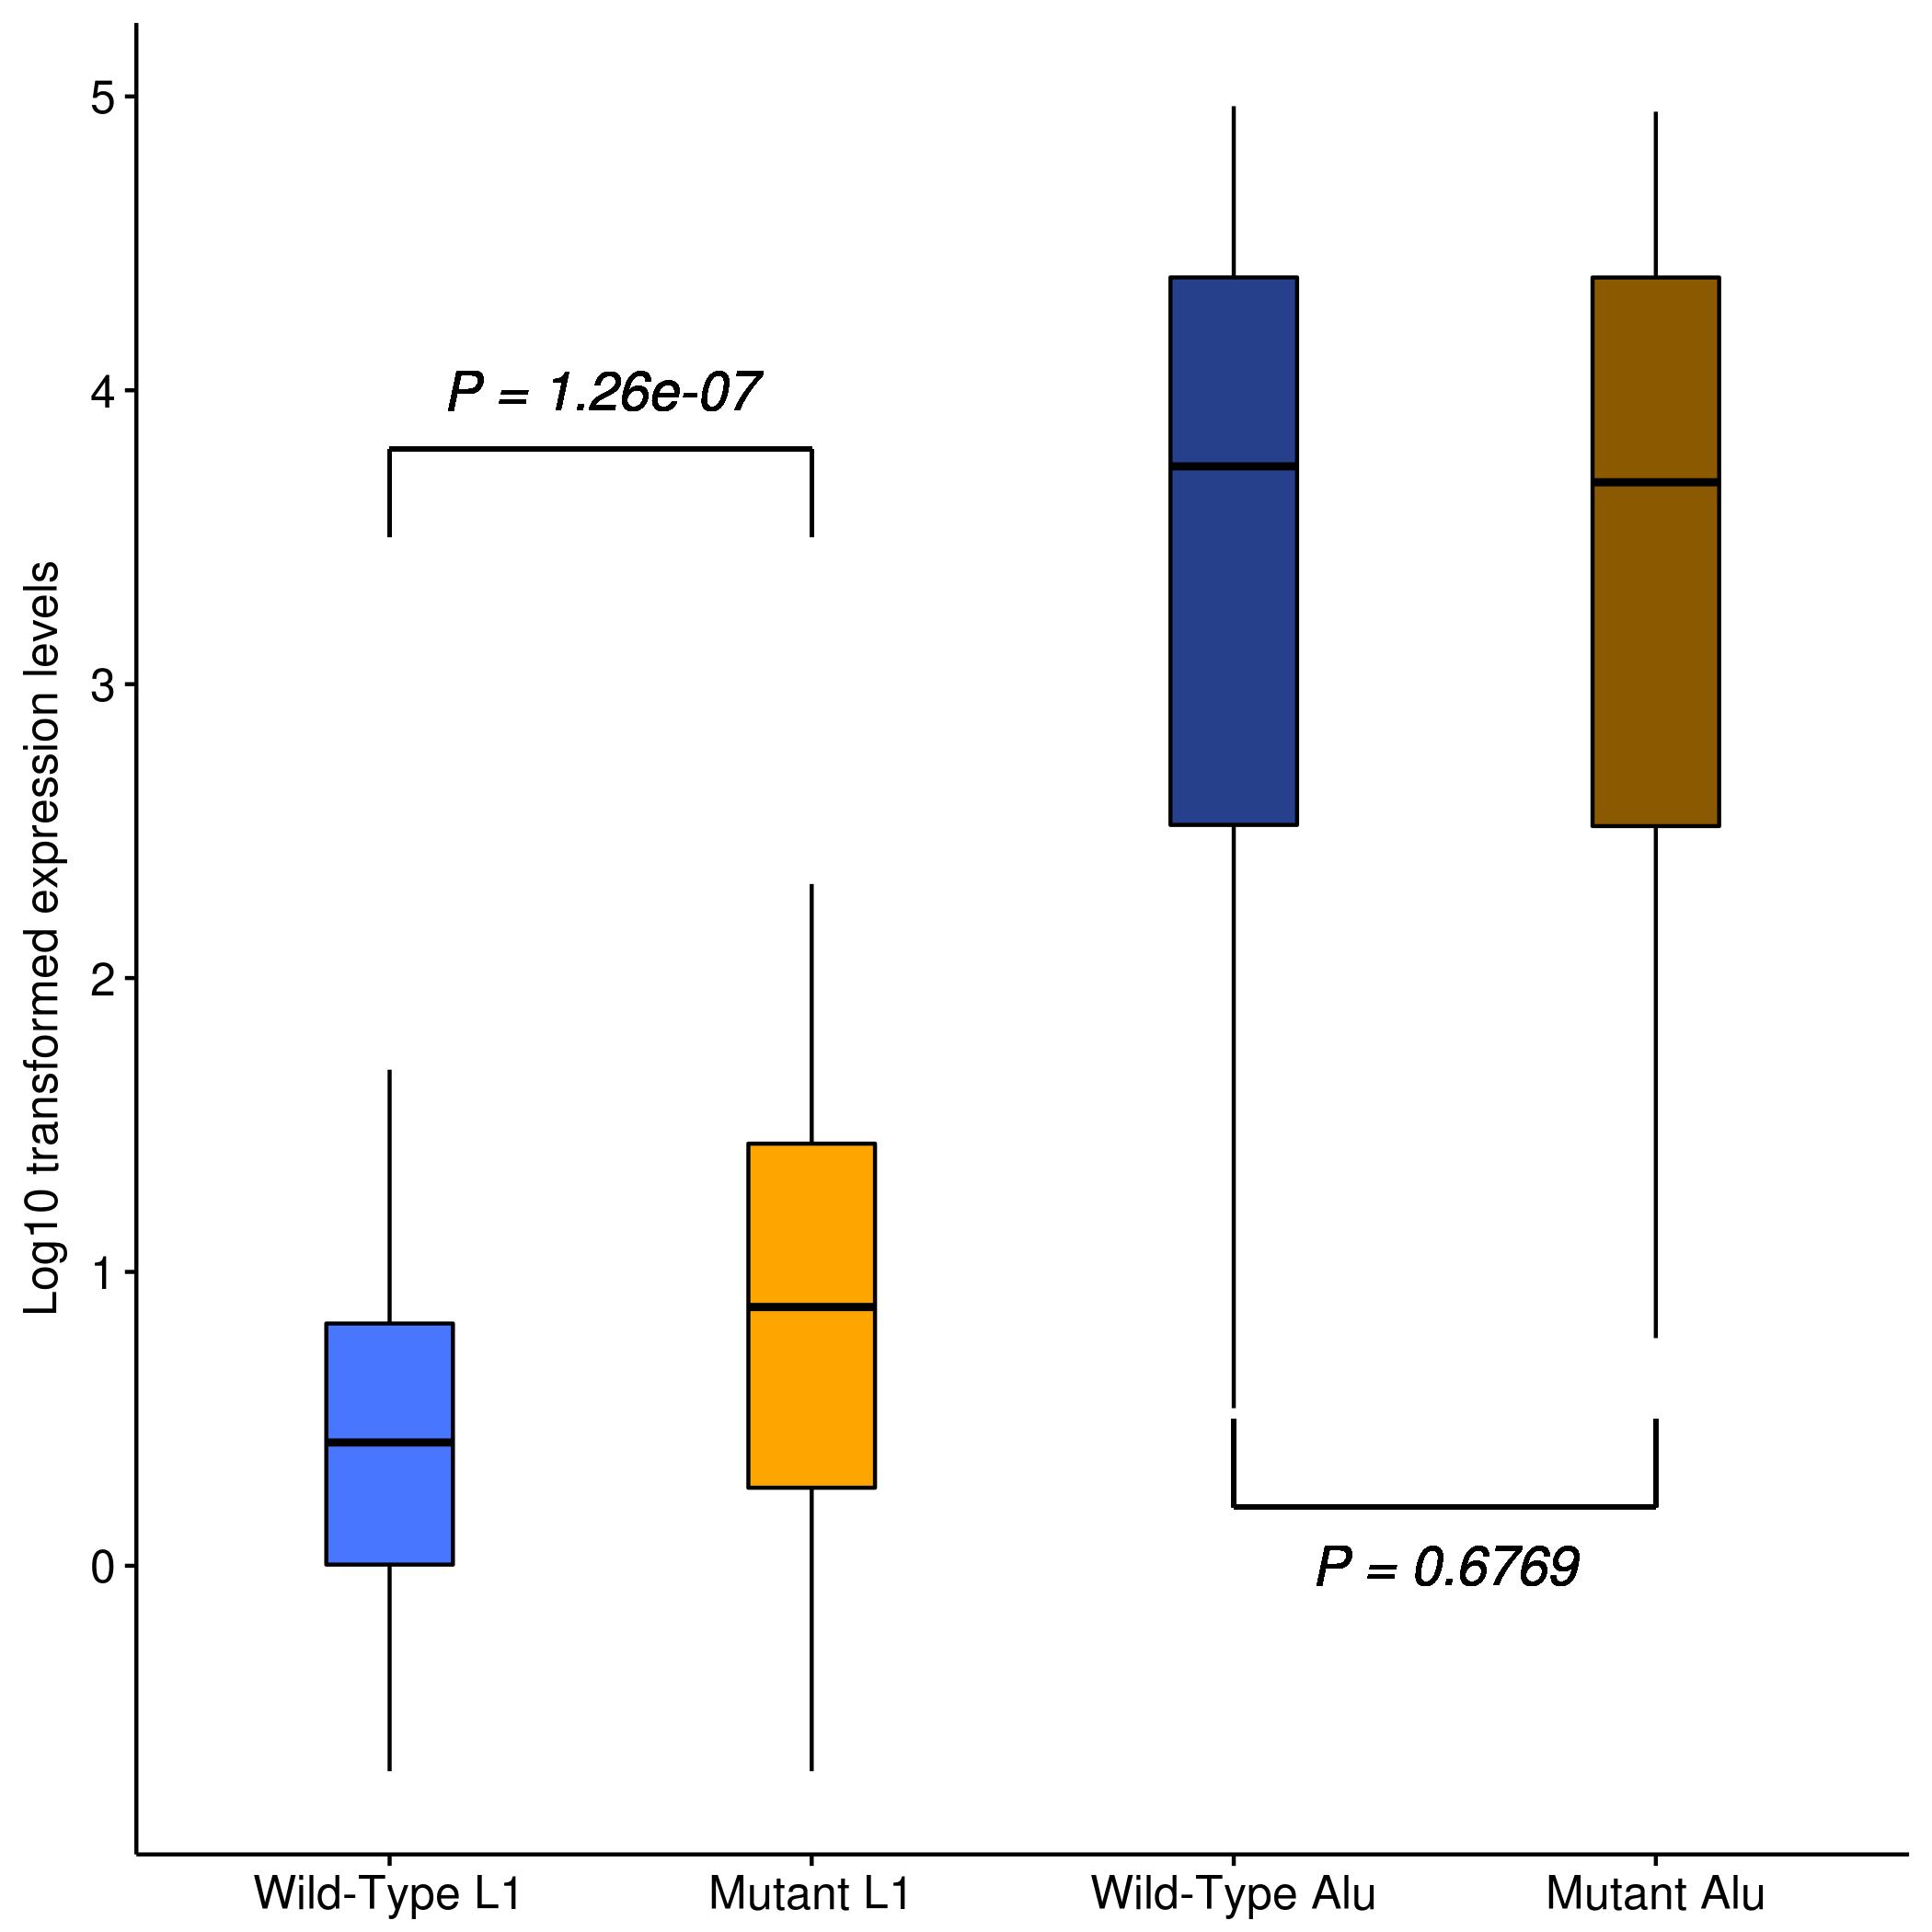 Log10 transformed expression levels
5
4
3
2
1
0
P = 1.26e-07
P = 0.6769
Wild-Type L1
Mutant L1
Wild-Type Alu
Mutant Alu